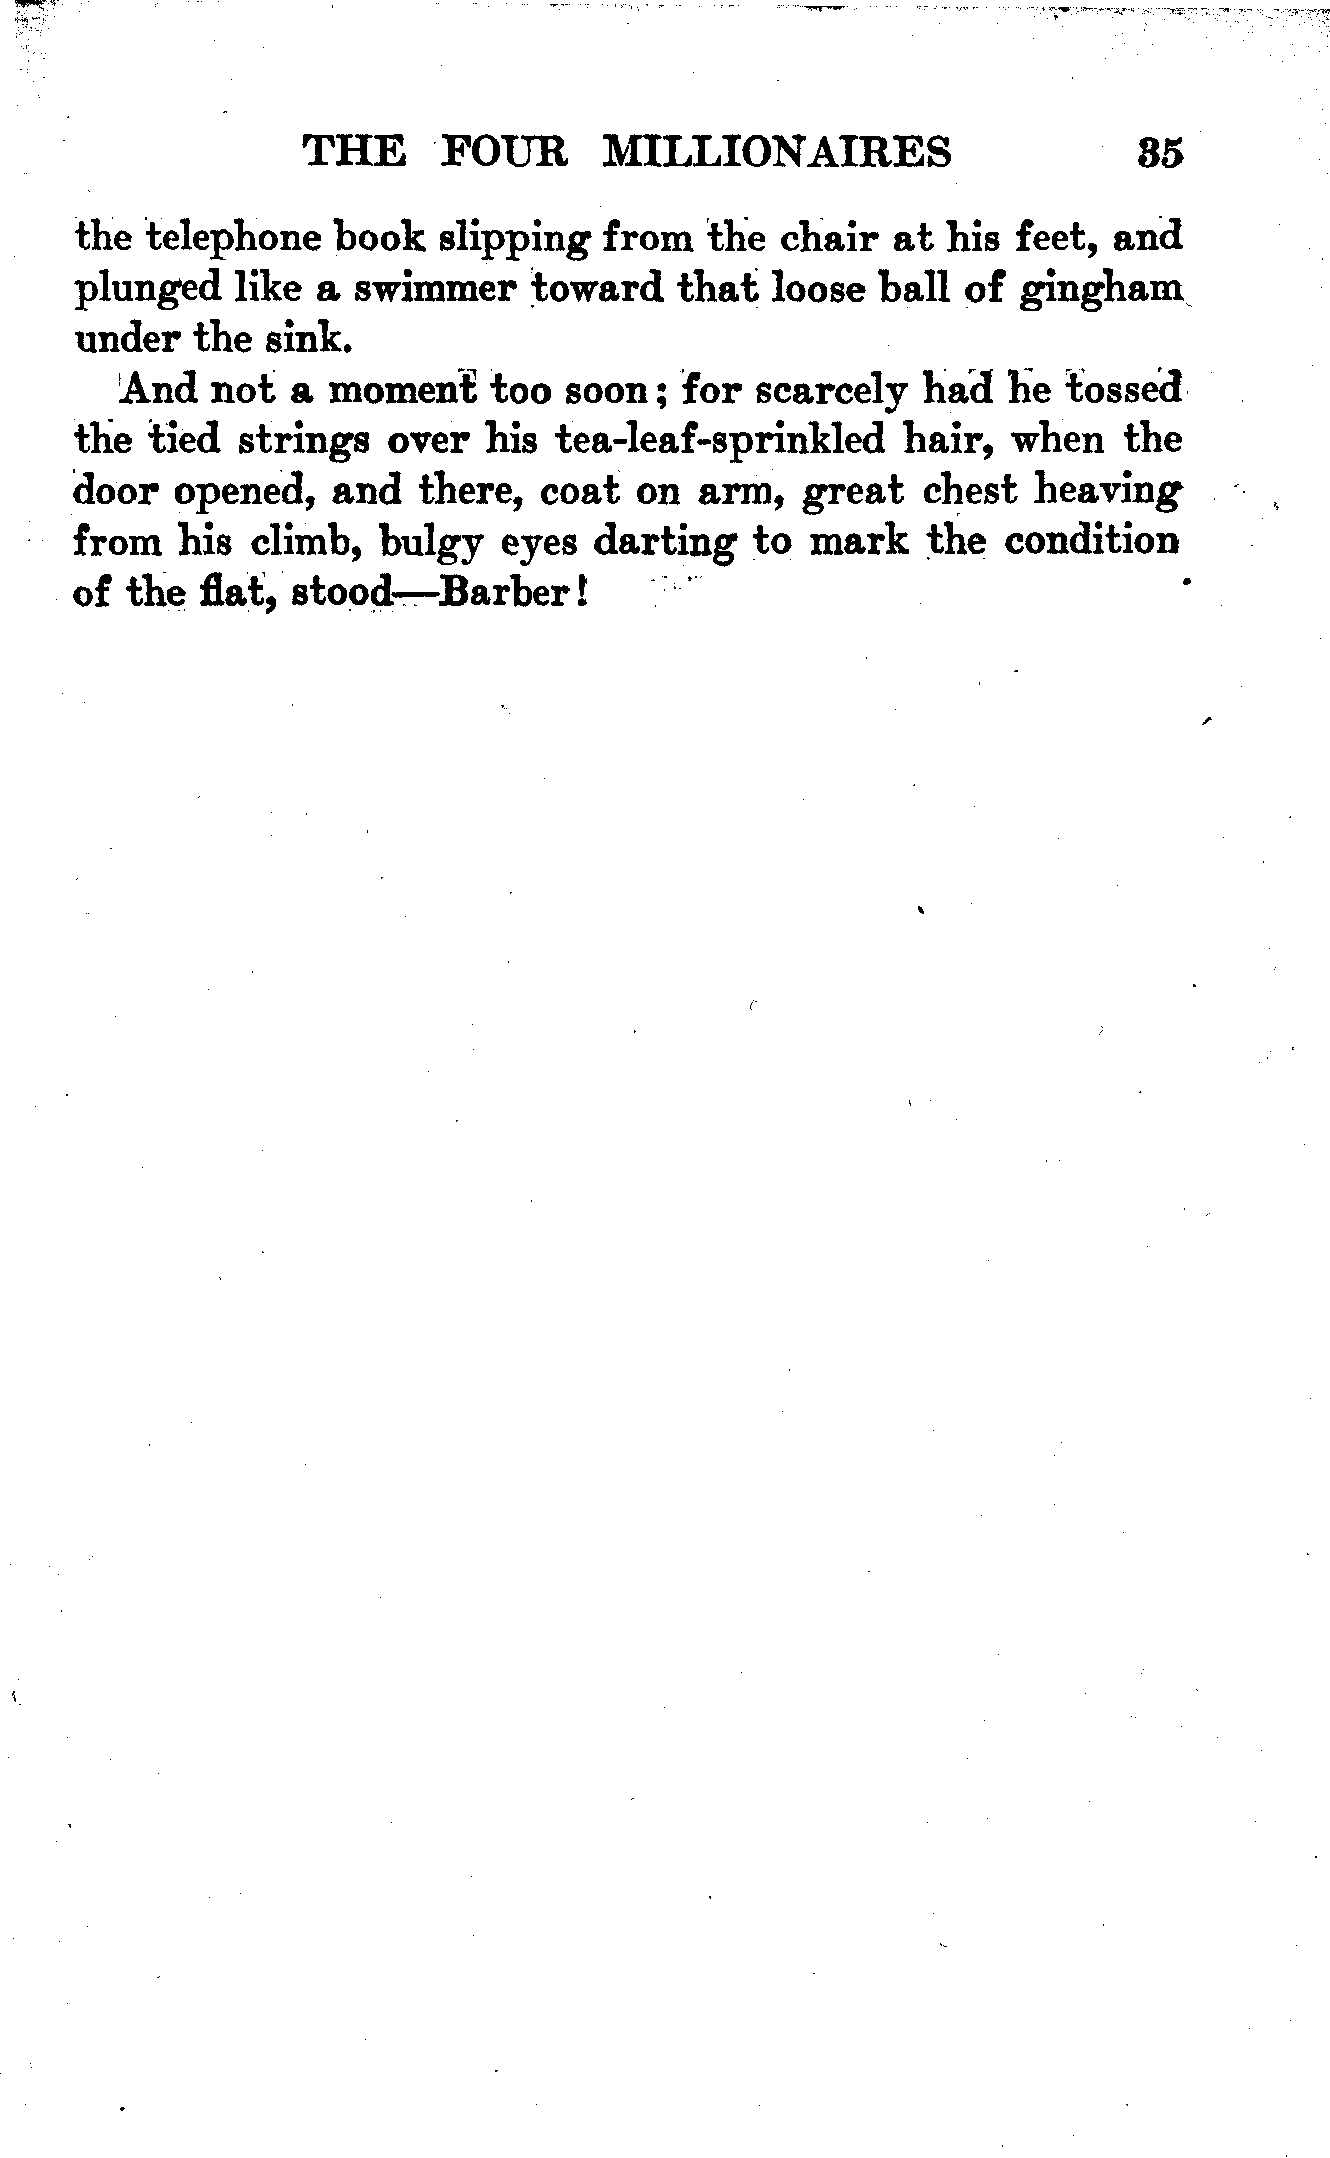 THE FOUR MILLIONAIRES 35
the telephone book slipping from the chair at his feet, and
plunged like a swimmer toward that loose ball of gingham
under the sink.
And not a moment too soon; for scarcely had he tossed
the tied strings over his tea-leaf-sprinkled hair, when the
door opened, and there, coat on arm, great chest heaving
from his climb, bulgy eyes darting to mark the condition
of the flat, stood—Barber!